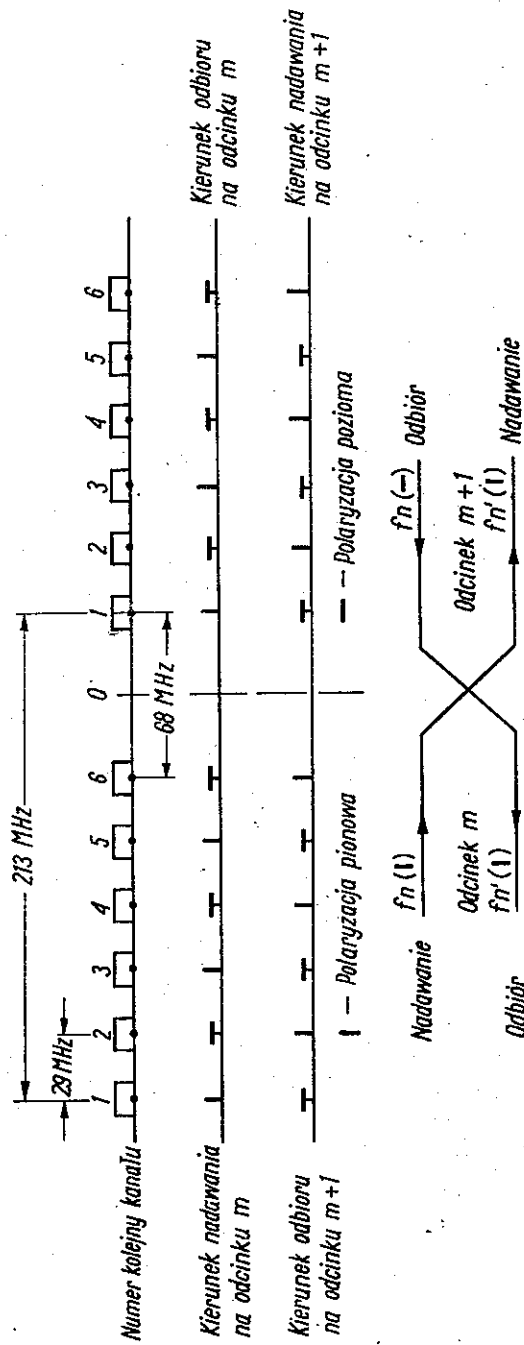 213 MHz
29 MHz
Numer kolejny kanału 1 2 3 4 5 6 0 1 2 3 4 5 6
68 MHz
Kierunek nadawania
na odcinku m
Kierunek odbioru
na odcinku m
Kierunek odbioru
na odcinku m+1
Kierunek nadawania
na odcinku m+1
— Polaryzacja pionowa
— Polaryzacja pozioma
Nadawanie fn(I)
fn(—) Odbiór
Odcinek m
Odcinek m+1
Odbiór fn'(I)
fn'(I) Nadawanie